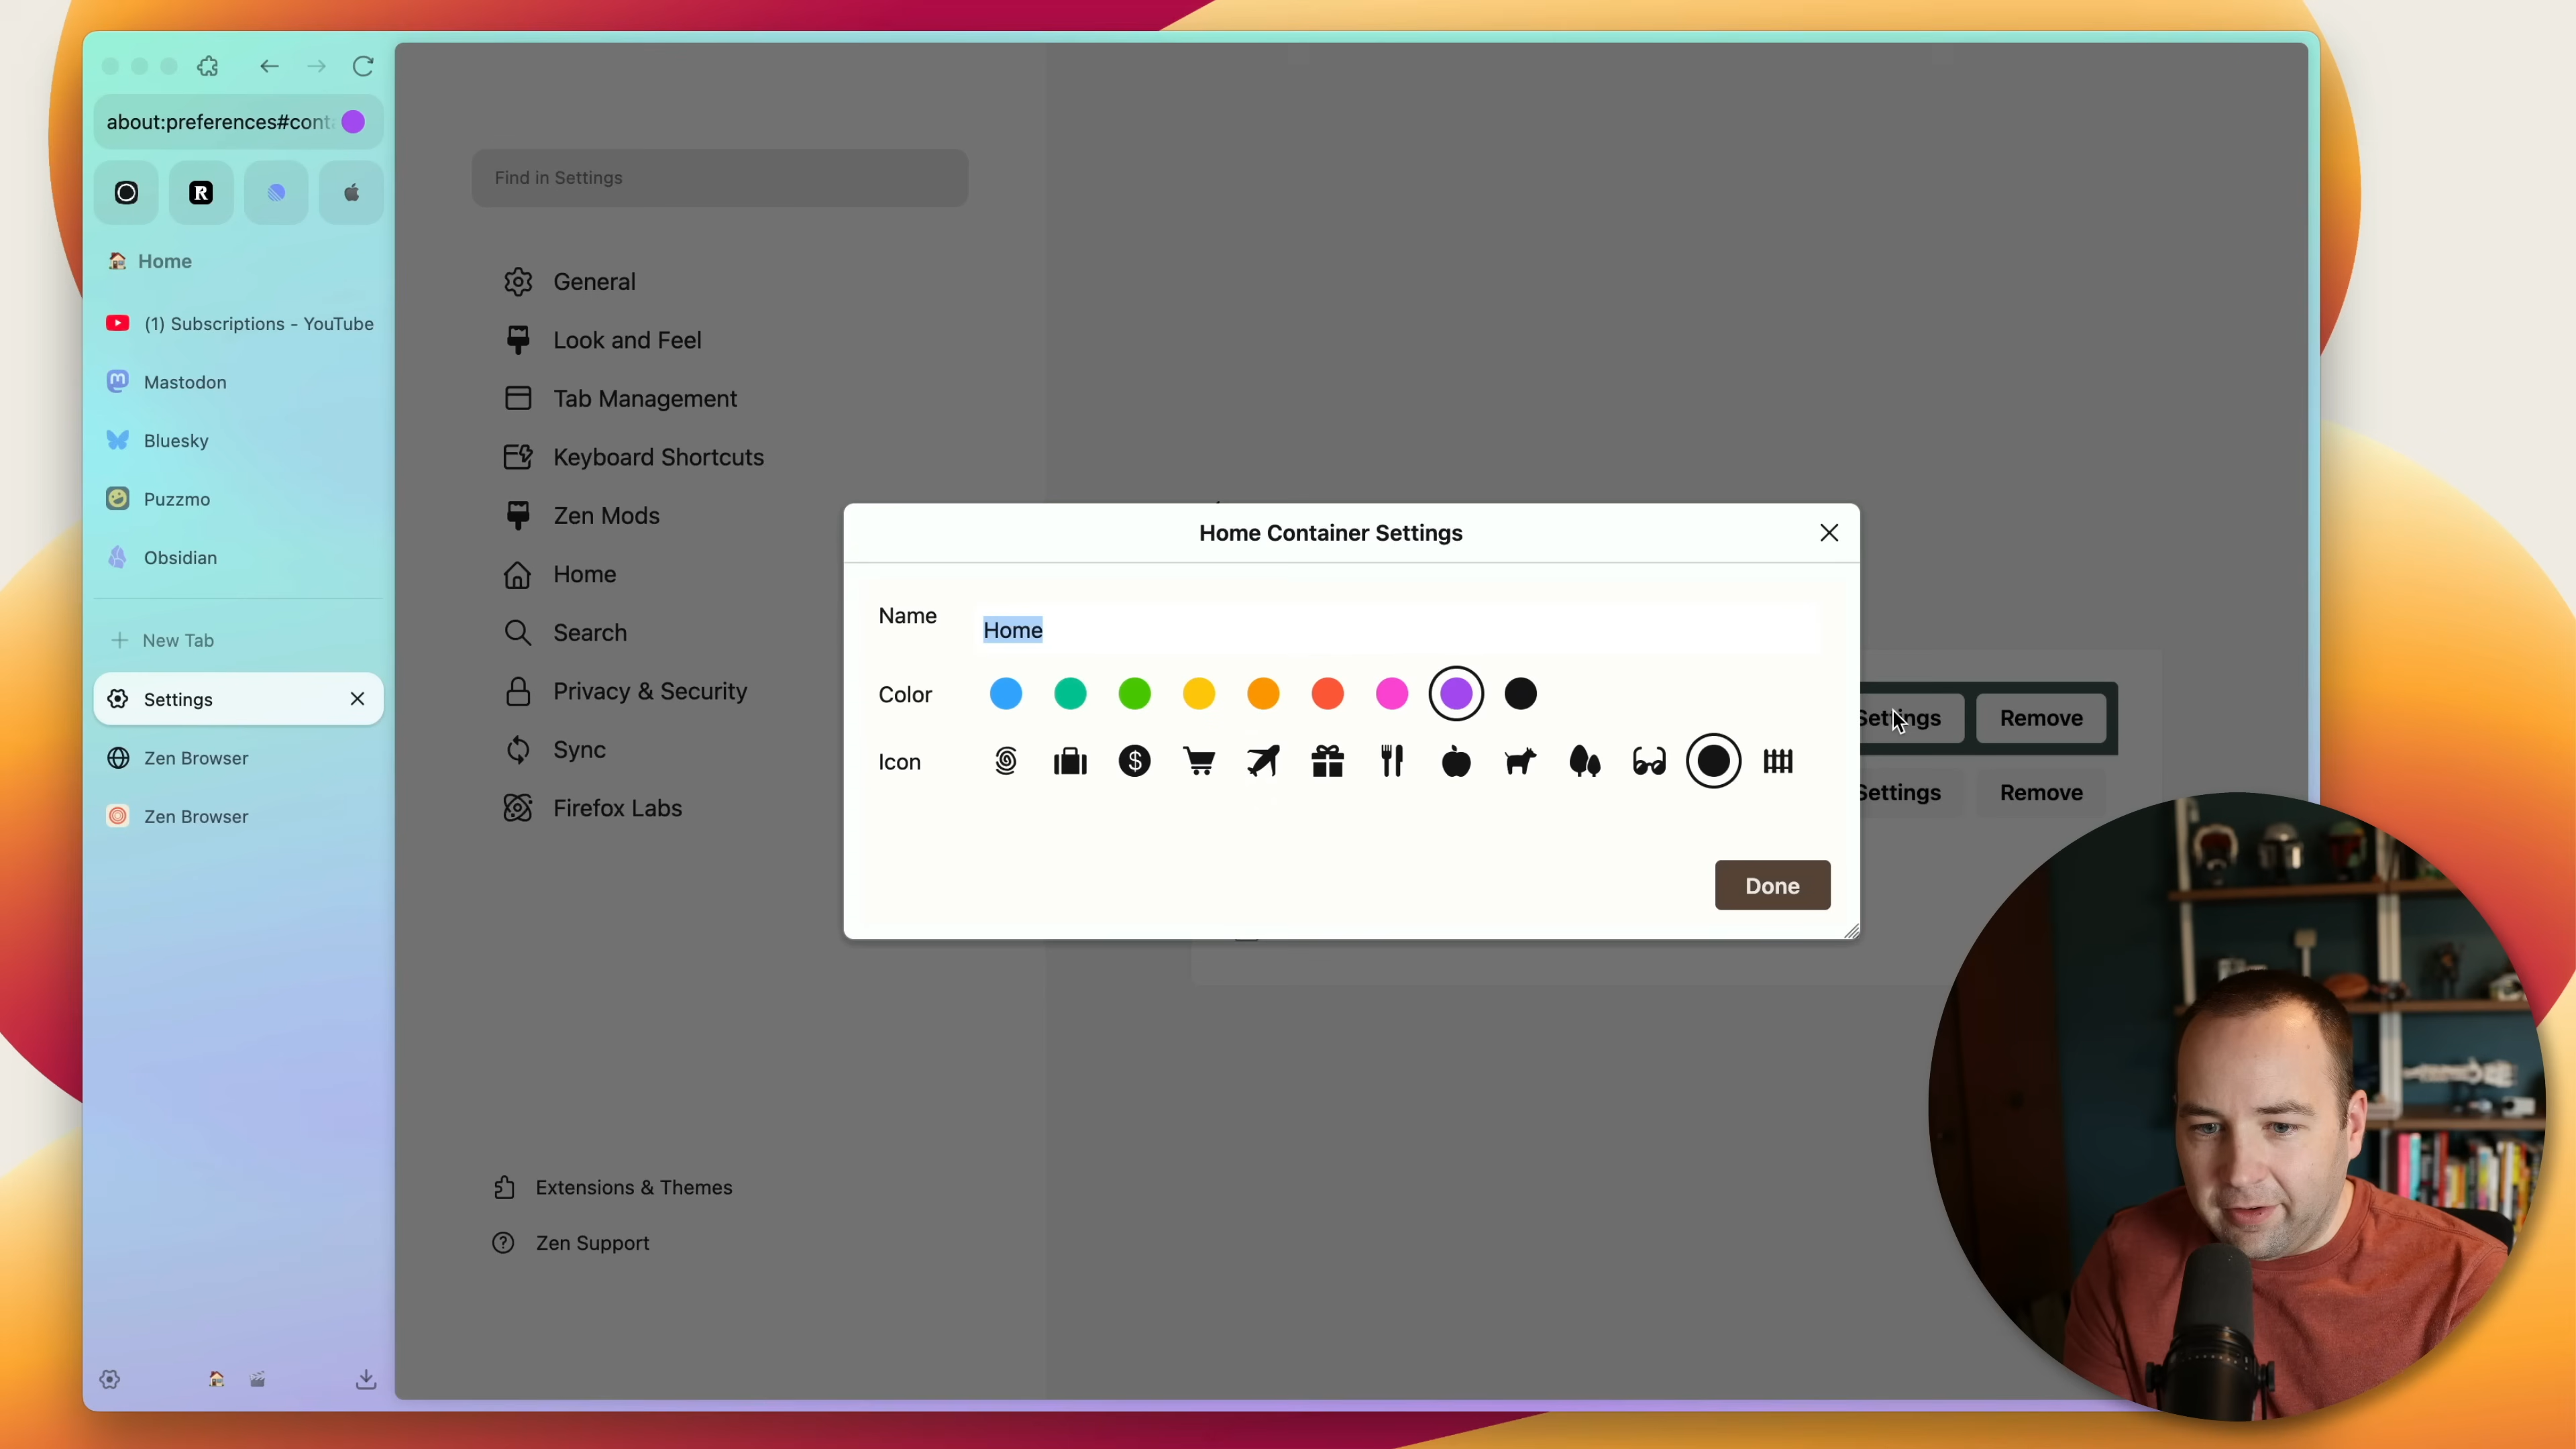 about:preferences#cont
Home
(1) Subscriptions - YouTube
Mastodon
Bluesky
Puzzmo
Obsidian
New Tab
Settings
Zen Browser
Zen Browser
Find in Settings
General
Look and Feel
Tab Management
Keyboard Shortcuts
Zen Mods
Home
Search
Privacy & Security
Sync
Firefox Labs
Extensions & Themes
Zen Support
Home Container Settings
Name
Home
Color
Icon
Done
Settings Remove
Settings Remove